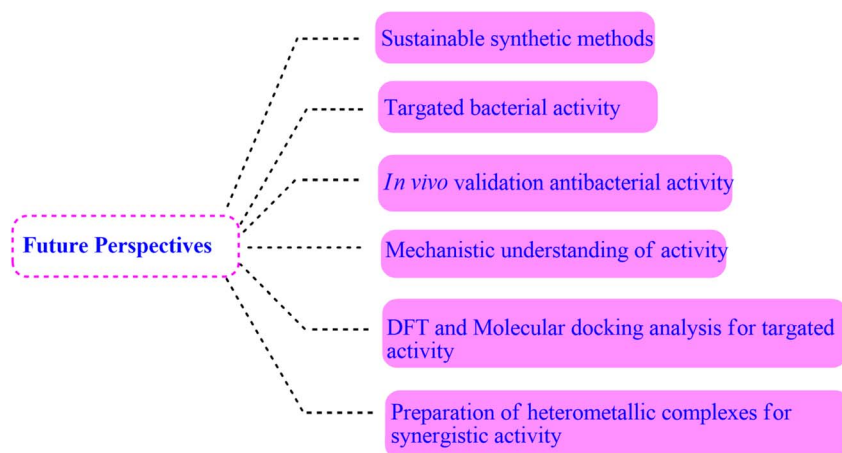 Sustainable synthetic methods
Targated bacterial activity
In vivo validation antibacterial activity
Future Perspectives
Mechanistic understanding of activity
DFT and Molecular docking analysis for targated
activity
Preparation of heterometallic complexes for
synergistic activity